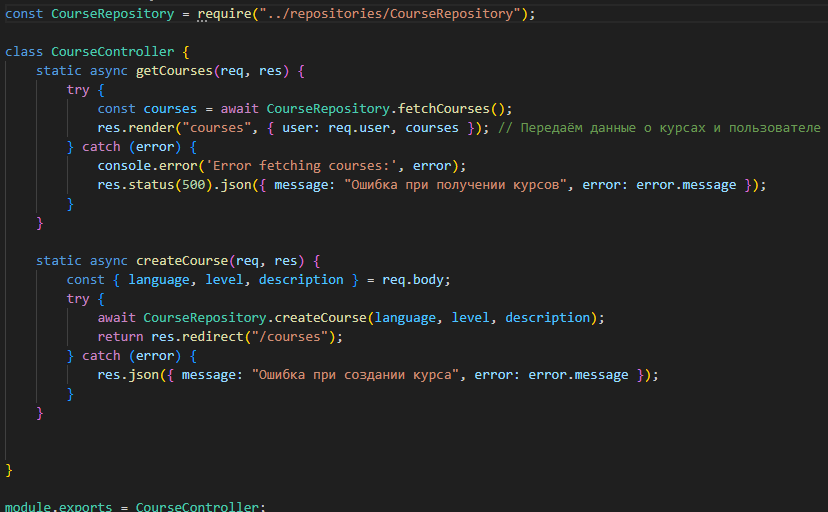 const CourseRepository = require("../repositories/CourseRepository");
class CourseController {
static async getCourses(req, res) {
try {
const courses = await CourseRepository.fetchCourses();
res.render("courses", { user: req.user, courses }); // Передаём данные о курсах и пользователе
} catch (error) {
console.error('Error fetching courses:', error);
res.status(500).json({ message: "Ошибка при получении курсов", error: error.message });
}
}
static async createCourse(req, res) {
const { language, level, description } = req.body;
try {
await CourseRepository.createCourse(language, level, description);
return res.redirect("/courses");
} catch (error) {
res.json({ message: "Ошибка при создании курса", error: error.message });
}
}
}
module.exports = CourseController;